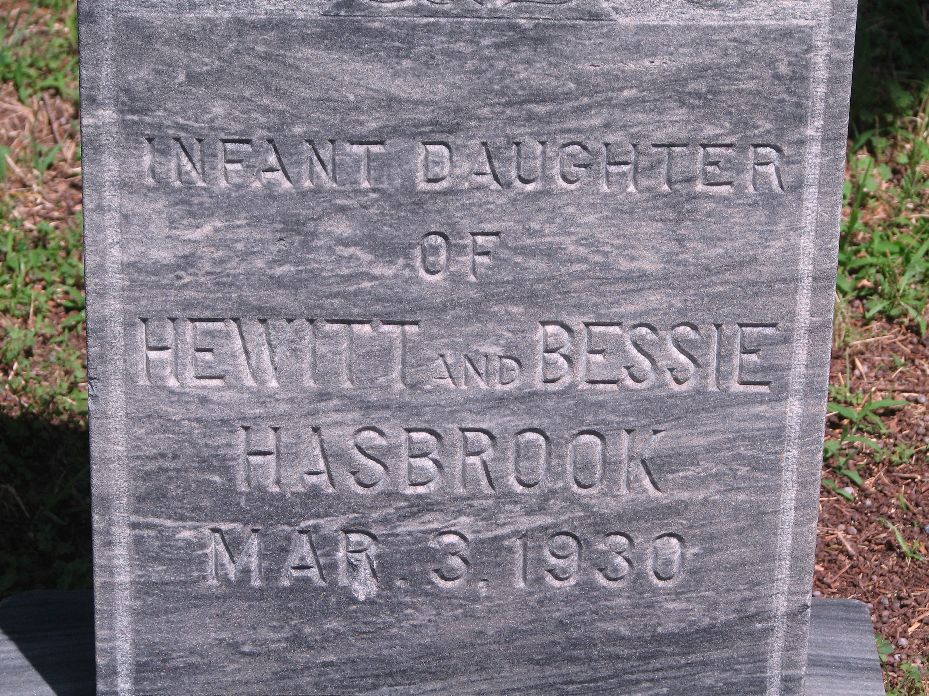 INFANT DAUGHTER
OF
HEWITT AND BESSIE
HASBROOK
MAR. 3. 1930